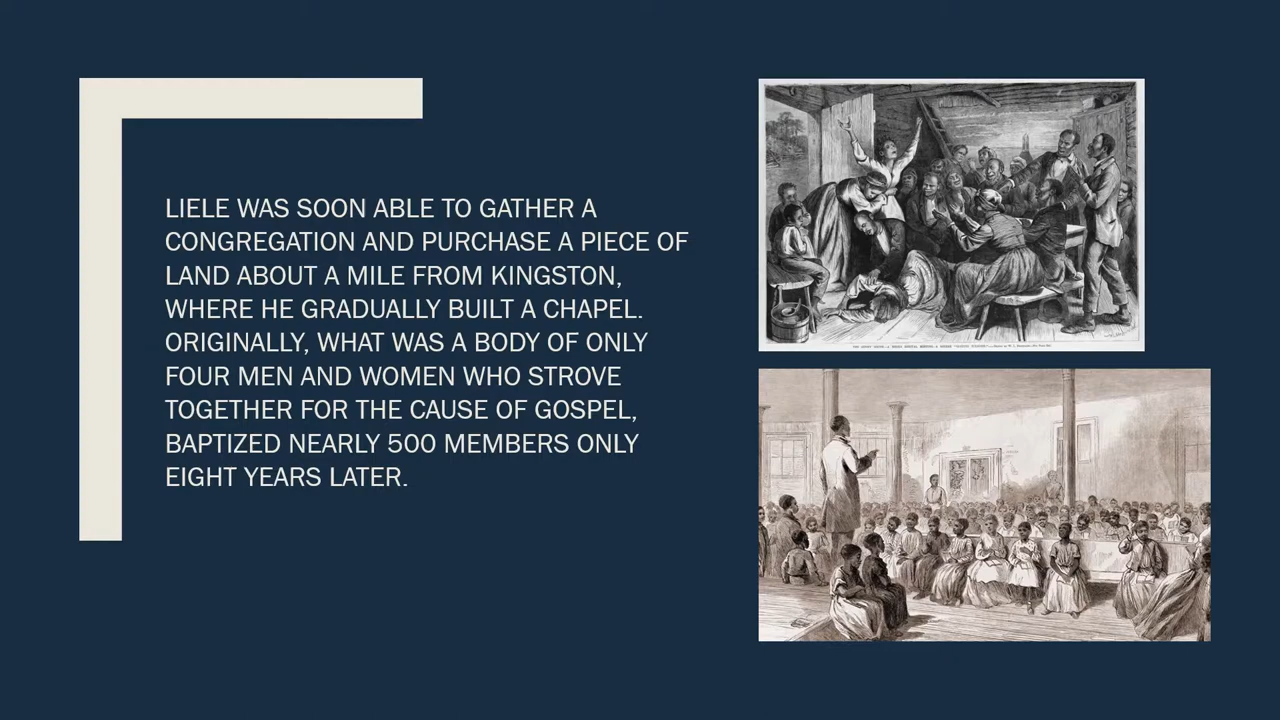 LIELE WAS SOON ABLE TO GATHER A
CONGREGATION AND PURCHASE A PIECE OF
LAND ABOUT A MILE FROM KINGSTON,
WHERE HE GRADUALLY BUILT A CHAPEL.
ORIGINALLY, WHAT WAS A BODY OF ONLY
FOUR MEN AND WOMEN WHO STROVE
TOGETHER FOR THE CAUSE OF GOSPEL,
BAPTIZED NEARLY 500 MEMBERS ONLY
EIGHT YEARS LATER.